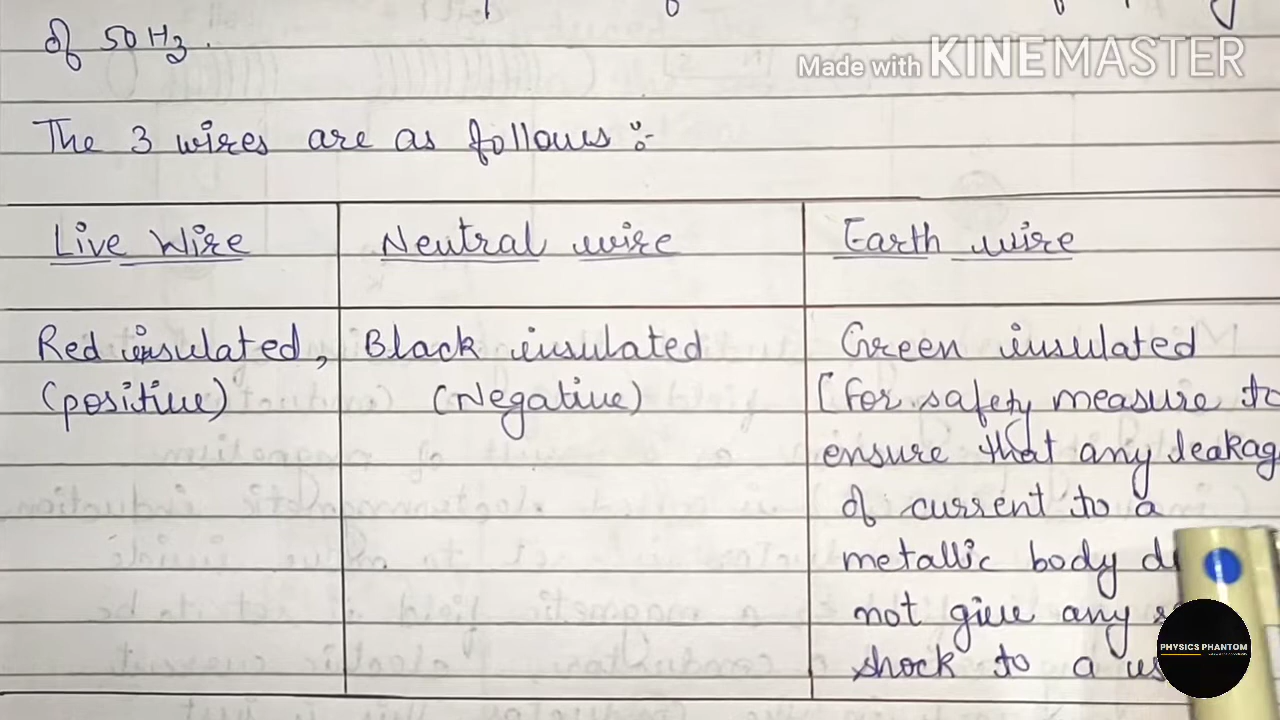 of 50 Hz.
Made with KINEMASTER
The 3 wires are as follows :-
Live Wire
Neutral wire
Earth wire
Red insulated,
(positive)
Black insulated
(Negative)
Green insulated
(For safety measure to
ensure that any leakag
of current to a
metallic body d
not give any
shock to a us
PHYSICS PHANTOM